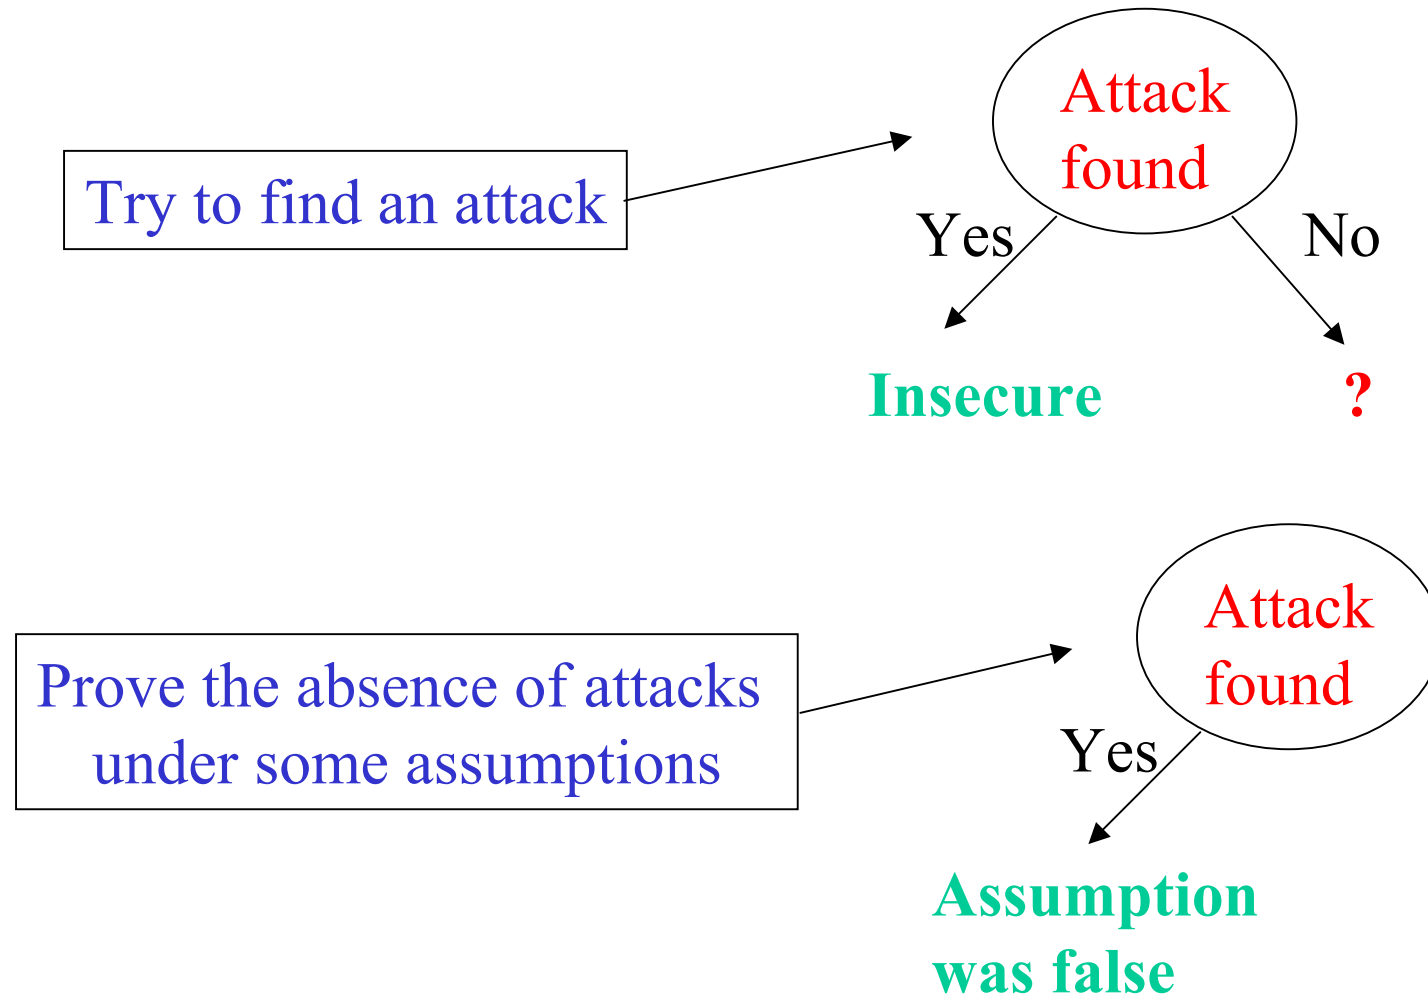 Attack
found
Try to find an attack
Yes
No
Insecure
?
Attack
found
Prove the absence of attacks
under some assumptions
Yes
Assumption
was false